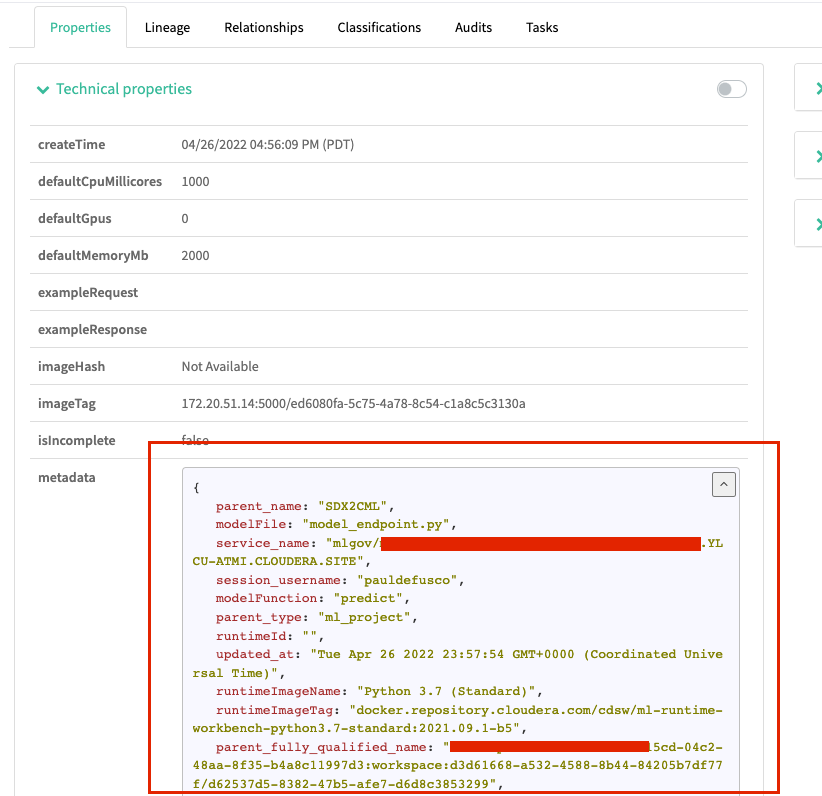 Properties Lineage Relationships Classifications Audits Tasks
Technical properties
createTime 04/26/2022 04:56:09 PM (PDT)
defaultCpuMillicores 1000
defaultGpus 0
defaultMemoryMb 2000
exampleRequest
exampleResponse
imageHash Not Available
imageTag 172.20.51.14:5000/ed6080fa-5c75-4a78-8c54-c1a8c5c3130a
isIncomplete false
metadata
{
parent_name: "SDX2CML",
modelFile: "model_endpoint.py",
service_name: "mlgov/ .YL
CU-ATMI.CLOUDERA.SITE",
session_username: "pauldefusco",
modelFunction: "predict",
parent_type: "ml_project",
runtimeId: "",
updated_at: "Tue Apr 26 2022 23:57:54 GMT+0000 (Coordinated Unive
rsal Time)",
runtimeImageName: "Python 3.7 (Standard)",
runtimeImageTag: "docker.repository.cloudera.com/cdsw/ml-runtime-
workbench-python3.7-standard:2021.09.1-b5",
parent_fully_qualified_name: " 5cd-04c2-
48aa-8f35-b4a8c11997d3:workspace:d3d61668-a532-4588-8b44-84205b7df77
f/d62537d5-8382-47b5-afe7-d6d8c3853299",